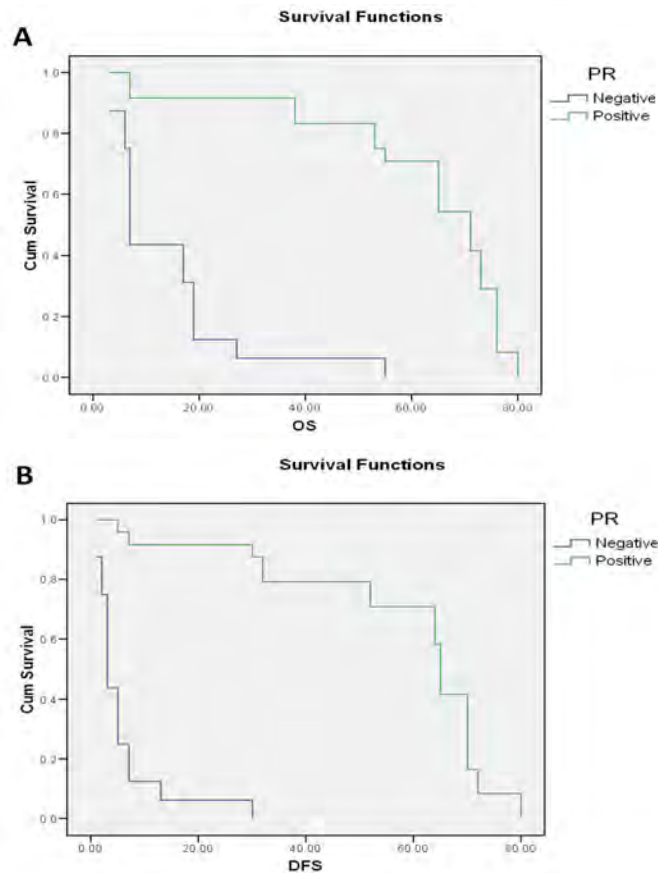 Survival Functions
A
PR
Negative
Positive
Cum Survival
1.0
0.8
0.6
0.4
0.2
0.0
0.00 20.00 40.00 60.00 80.00
OS
Survival Functions
B
PR
Negative
Positive
Cum Survival
1.0
0.8
0.6
0.4
0.2
0.0
0.00 20.00 40.00 60.00 80.00
DFS